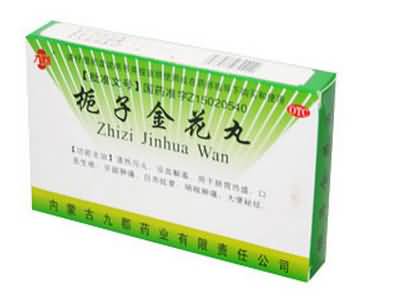 【批准文号】国药准字Z15020540
OTC
栀子金花丸
Zhizi Jinhua Wan
【功能主治】清热泻火，凉血解毒。用于肺胃热盛，口
舌生疮，牙龈肿痛，目赤眩晕，咽喉肿痛，大便秘结。
内蒙古九郡药业有限责任公司